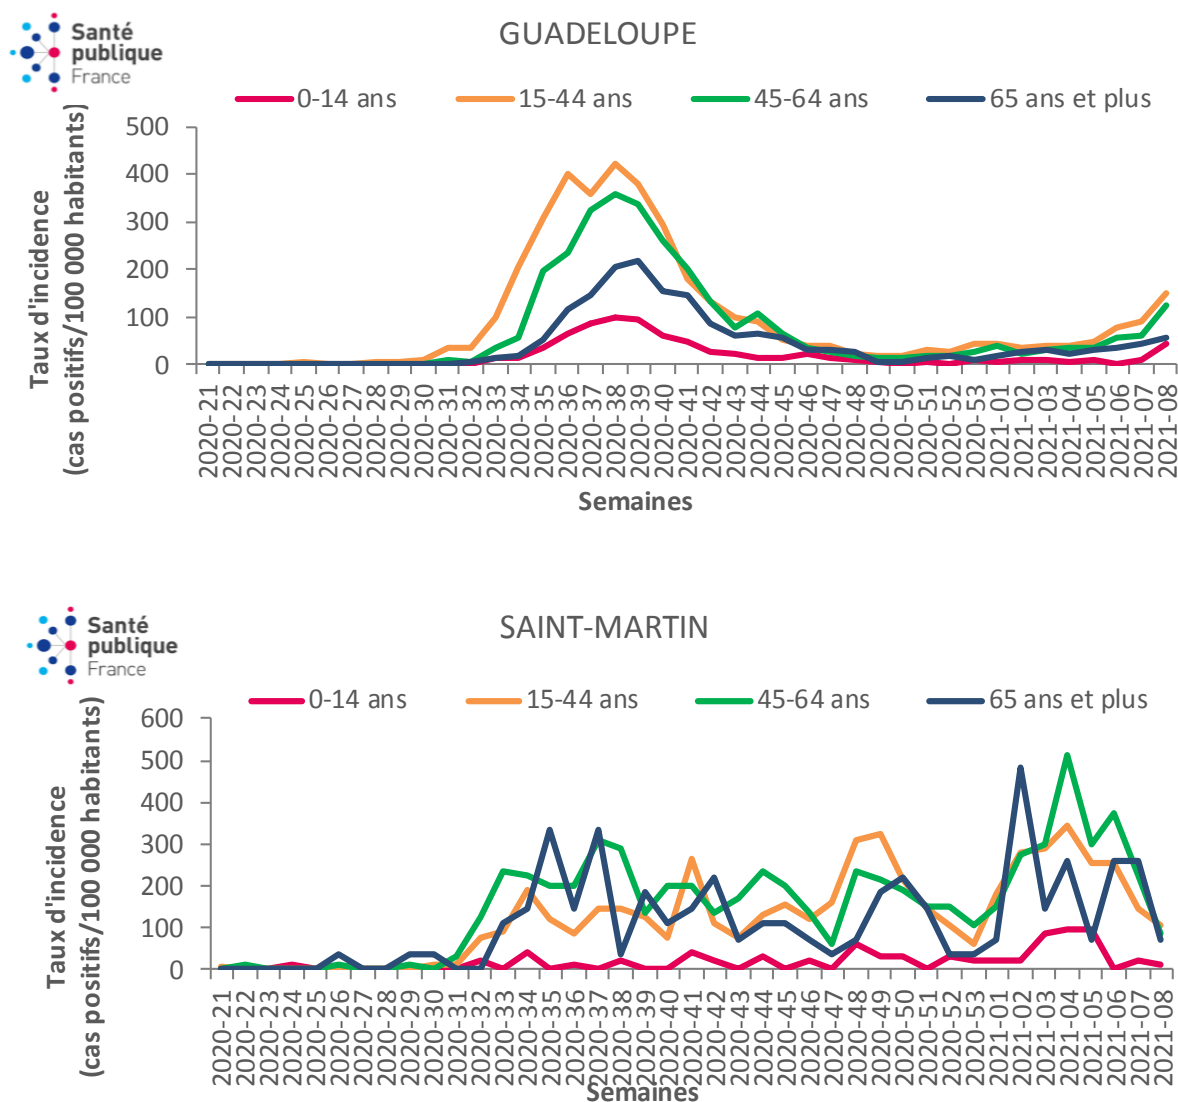 Santé
publique
France
GUADELOUPE
0-14 ans 15-44 ans 45-64 ans 65 ans et plus
Taux d'incidence
(cas positifs/100 000 habitants)
500
400
300
200
100
0
2020-21 2020-22 2020-23 2020-24 2020-25 2020-26 2020-27 2020-28 2020-29 2020-30 2020-31 2020-32 2020-33 2020-34 2020-35 2020-36 2020-37 2020-38 2020-39 2020-40 2020-41 2020-42 2020-43 2020-44 2020-45 2020-46 2020-47 2020-48 2020-49 2020-50 2020-51 2020-52 2020-53 2021-01 2021-02 2021-03 2021-04 2021-05 2021-06 2021-07 2021-08
Semaines
Santé
publique
France
SAINT-MARTIN
0-14 ans 15-44 ans 45-64 ans 65 ans et plus
Taux d'incidence
(cas positifs/100 000 habitants)
600
500
400
300
200
100
0
2020-21 2020-22 2020-23 2020-24 2020-25 2020-26 2020-27 2020-28 2020-29 2020-30 2020-31 2020-32 2020-33 2020-34 2020-35 2020-36 2020-37 2020-38 2020-39 2020-40 2020-41 2020-42 2020-43 2020-44 2020-45 2020-46 2020-47 2020-48 2020-49 2020-50 2020-51 2020-52 2020-53 2021-01 2021-02 2021-03 2021-04 2021-05 2021-06 2021-07 2021-08
Semaines